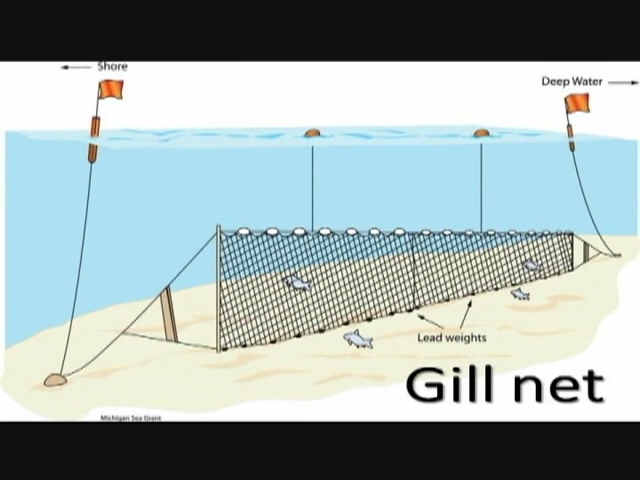 Shore
Deep Water
Lead weights
Gill net
Michigan Sea Grant